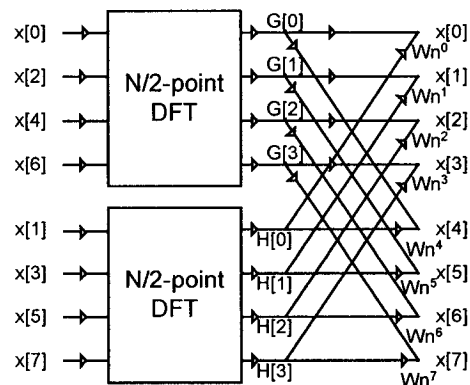 x[0] G[0] x[0]
Wn⁰
x[2] G[1] x[1]
N/2-point
DFT
Wn¹
x[4] G[2] x[2]
Wn²
x[6] G[3] x[3]
Wn³
x[1] H[0] x[4]
Wn⁴
x[3] H[1] x[5]
N/2-point
DFT
Wn⁵
x[5] H[2] x[6]
Wn⁶
x[7] H[3] x[7]
Wn⁷